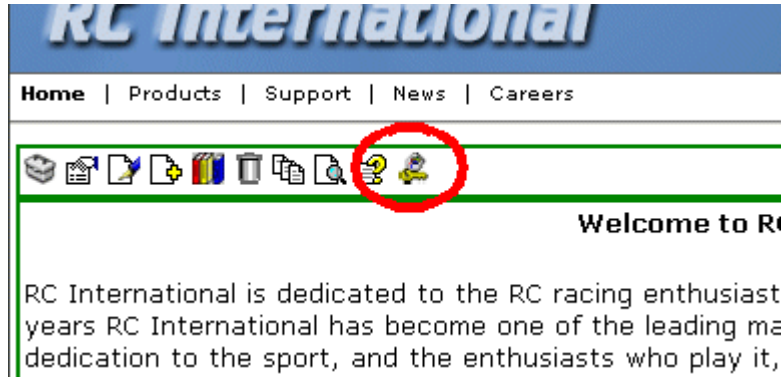 RC International
Home | Products | Support | News | Careers
Welcome to RC
RC International is dedicated to the RC racing enthusiast
years RC International has become one of the leading ma
dedication to the sport, and the enthusiasts who play it,